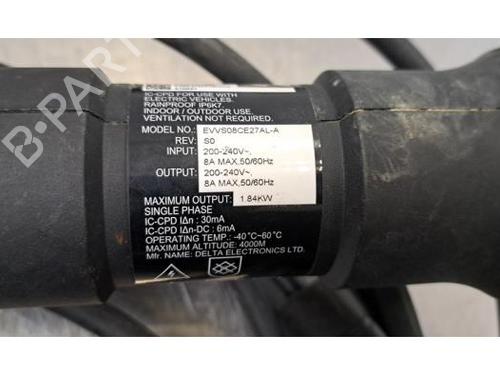 IC-CPD FOR USE WITH
ELECTRIC VEHICLES.
RAINPROOF IP6K7.
INDOOR / OUTDOOR USE.
VENTILATION NOT REQUIRED.
MODEL NO.: EVVS08CE27AL-A
REV: S0
INPUT: 200-240V~,
8A MAX,50/60Hz
OUTPUT: 200-240V~,
8A MAX,50/60Hz
MAXIMUM OUTPUT: 1.84KW
SINGLE PHASE
IC-CPD IΔn : 30mA
IC-CPD IΔn-DC : 6mA
OPERATING TEMP.: -40°C~60°C
MAXIMUM ALTITUDE: 4000M
Mfr. NAME: DELTA ELECTRONICS LTD.
B-PARTS